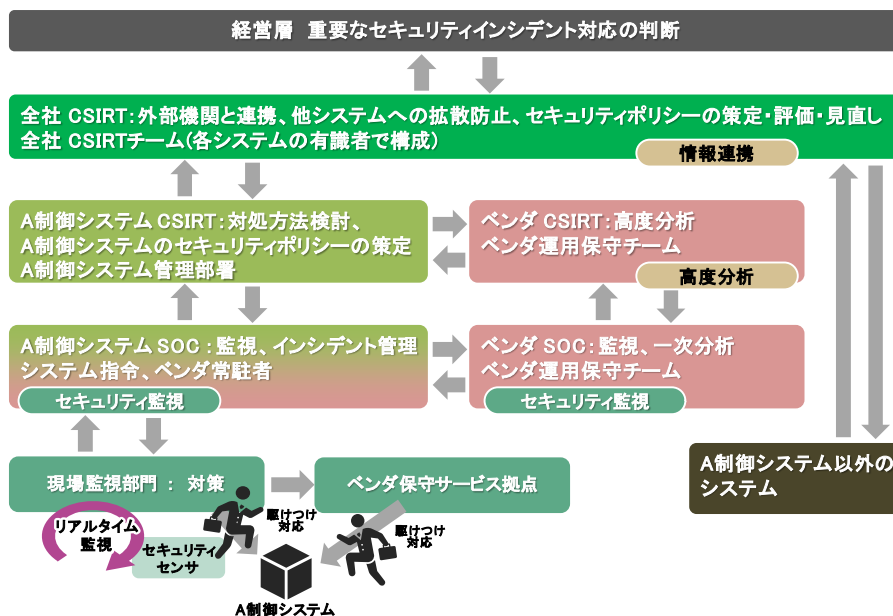 経営層 重要なセキュリティインシデント対応の判断
全社 CSIRT:外部機関と連携、他システムへの拡散防止、セキュリティポリシーの策定・評価・見直し
全社 CSIRTチーム(各システムの有識者で構成)
情報連携
A制御システム CSIRT:対処方法検討、
A制御システムのセキュリティポリシーの策定
A制御システム管理部署
ベンダ CSIRT:高度分析
ベンダ運用保守チーム
高度分析
A制御システム SOC:監視、インシデント管理
システム指令、ベンダ常駐者
セキュリティ監視
ベンダ SOC:監視、一次分析
ベンダ運用保守チーム
セキュリティ監視
現場監視部門 : 対策
ベンダ保守サービス拠点
A制御システム以外の
システム
リアルタイム
監視
セキュリティ
センサ
駆けつけ
対応
駆けつけ
対応
A制御システム